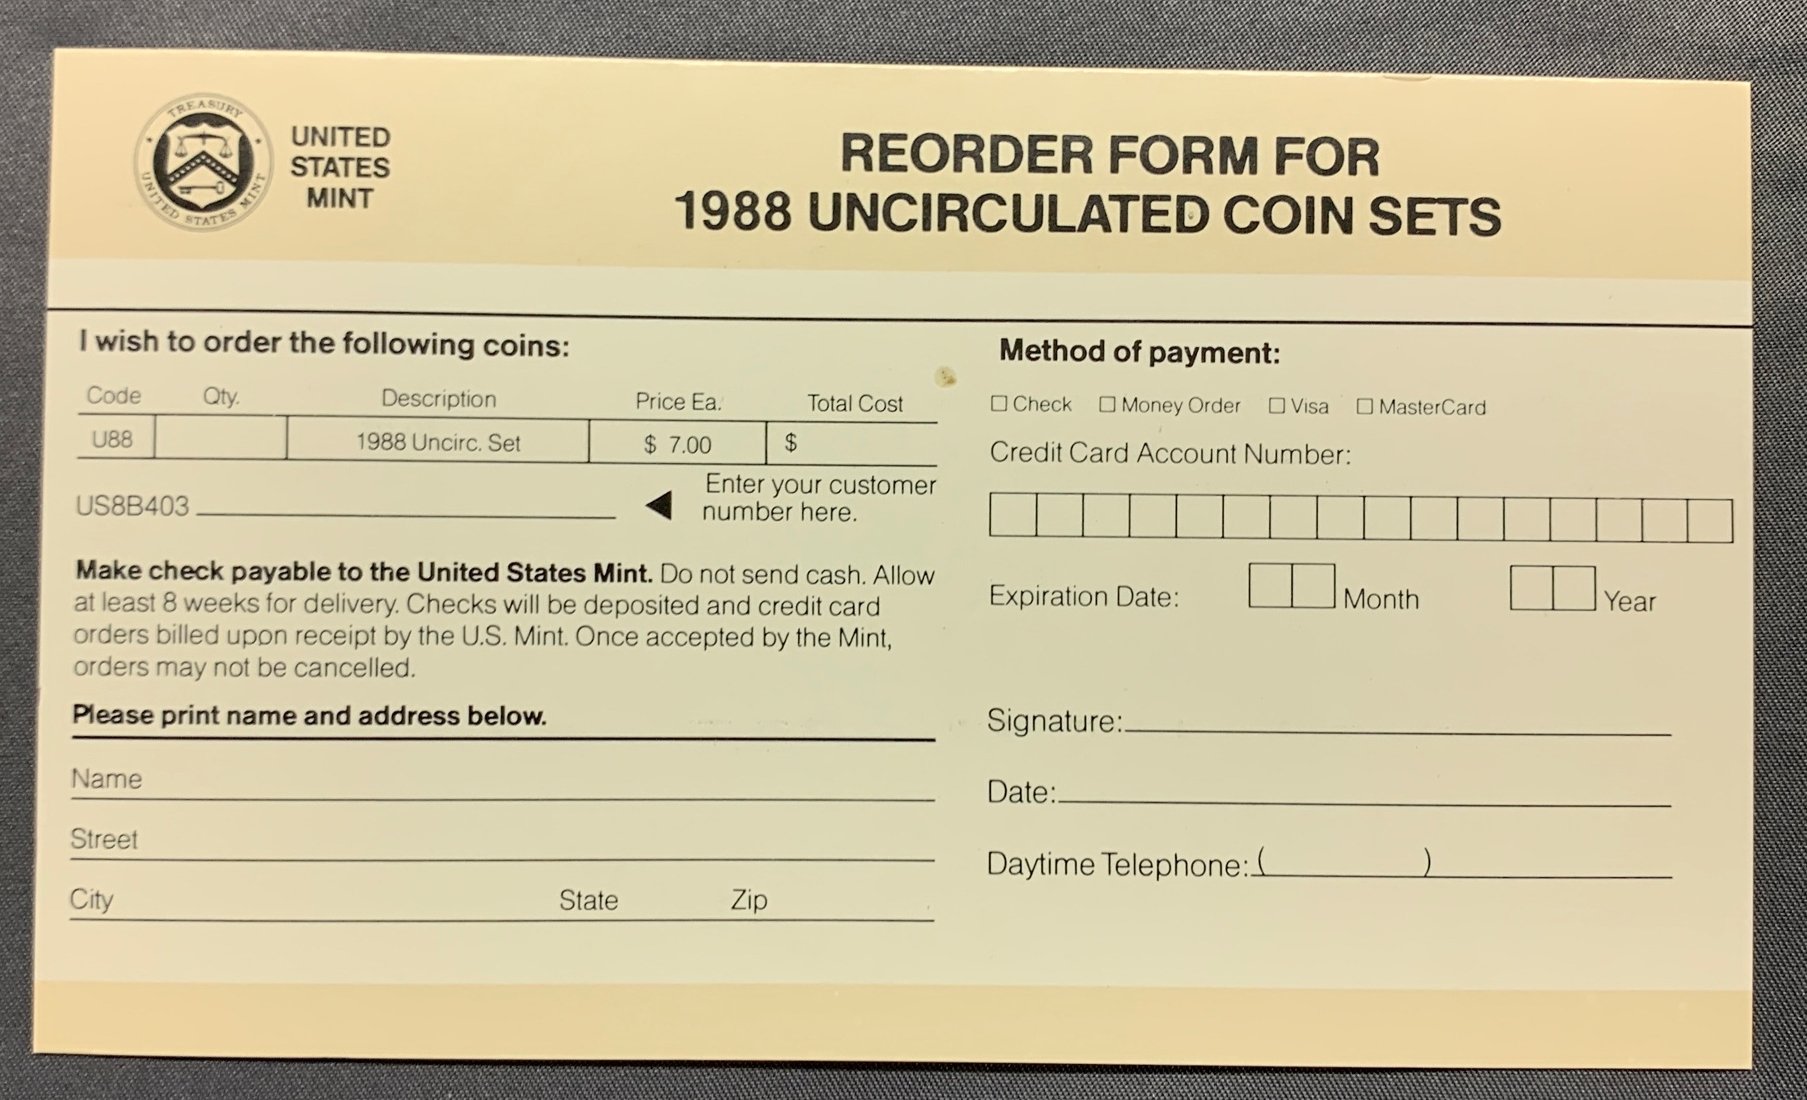 TREASURY
UNITED STATES MINT
UNITED
STATES
MINT
REORDER FORM FOR
1988 UNCIRCULATED COIN SETS
I wish to order the following coins:
Code Qty. Description Price Ea. Total Cost
U88 1988 Uncirc. Set $ 7.00 $
US8B403 Enter your customer
number here.
Make check payable to the United States Mint. Do not send cash. Allow
at least 8 weeks for delivery. Checks will be deposited and credit card
orders billed upon receipt by the U.S. Mint. Once accepted by the Mint,
orders may not be cancelled.
Please print name and address below.
Name
Street
City State Zip
Method of payment:
Check Money Order Visa MasterCard
Credit Card Account Number:
Expiration Date: Month Year
Signature:
Date:
Daytime Telephone: ( )